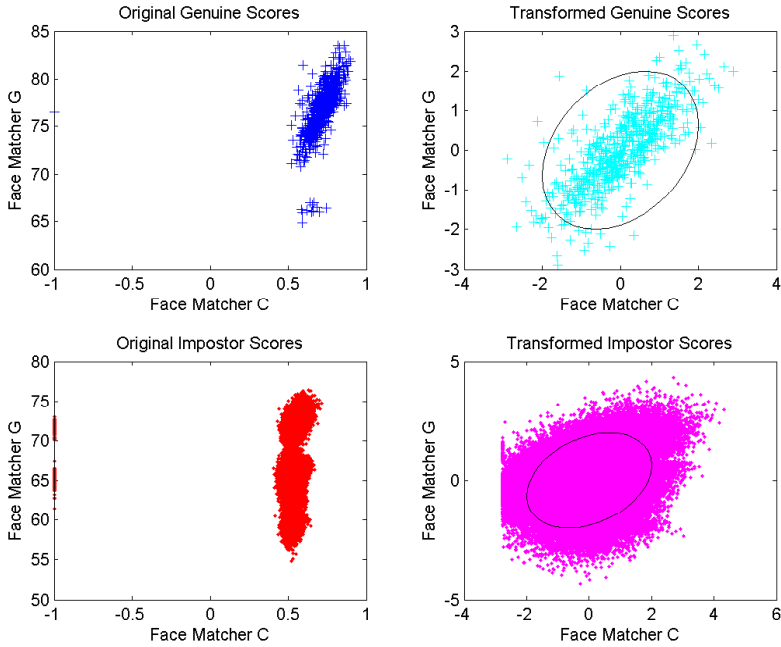 Original Genuine Scores
Face Matcher G
85
80
75
70
65
60
-1 -0.5 0 0.5 1
Face Matcher C
Transformed Genuine Scores
Face Matcher G
3
2
1
0
-1
-2
-3
-4 -2 0 2 4
Face Matcher C
Original Impostor Scores
Face Matcher G
80
75
70
65
60
55
50
-1 -0.5 0 0.5 1
Face Matcher C
Transformed Impostor Scores
Face Matcher G
5
0
-5
-4 -2 0 2 4 6
Face Matcher C